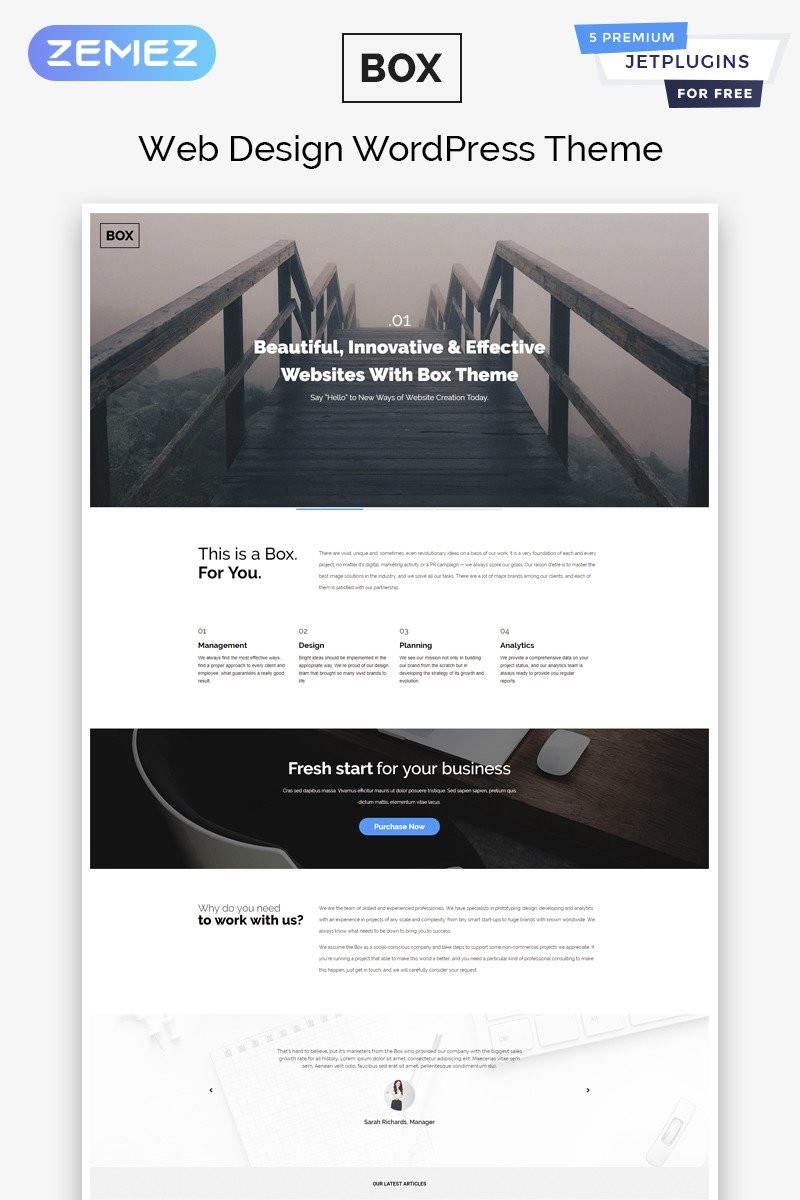 ZEMEZ
BOX
5 PREMIUM
JETPLUGINS
FOR FREE
Web Design WordPress Theme
BOX
.01
Beautiful, Innovative & Effective
Websites With Box Theme
Say "Hello" to New Ways of Website Creation Today.
This is a Box.
For You.
There are vivid, unique and, sometimes, even revolutionary ideas on a basis of our work. It is a very foundation of each and every
project, no matter it's digital, marketing activity or a PR campaign — we always score our goals. Our raison d'etre is to master the
best image solutions in the industry, and we solve all our tasks. There are a lot of major brands among our clients, and each of
them is satisfied with our partnership.
01
Management
We always find the most effective ways,
find a proper approach to every client and
employee, what guarantees a really good
result.
02
Design
Bright ideas should be implemented in the
appropriate way. We're proud of our design
team that brought so many vivid brands to
life.
03
Planning
We see our mission not only in building
our brand from the scratch but in
developing the strategy of its growth and
evolution.
04
Analytics
We provide a comprehensive data on your
project status, and our analytics team is
always ready to provide you regular
reports.
Fresh start for your business
Cras sed dapibus massa. Vivamus efficitur mauris ut dolor posuere tristique. Sed sapien sapien, pretium quis
dictum mattis, elementum vitae lacus.
Purchase Now
Why do you need
to work with us?
We are the team of skilled and experienced professionals. We have specialists in prototyping, design, developing and analytics
with an experience in projects of any scale and complexity: from tiny smart start-ups to huge brands with known worldwide. We
always know what needs to be down to bring you to success.
We assume the Box as a social-conscious company and take steps to support some non-commercial projects we appreciate. If
you're running a project that able to make this world a better, and you need a particular kind of professional consulting to make
this happen, just get in touch, and we will carefully consider your request.
That's hard to believe, but it's marketers from the Box who provided our company with the biggest sales
growth rate for all history. Lorem ipsum dolor sit amet, consectetur adipiscing elit. Maecenas vitae sem
sem. Aenean velit odio, faucibus sed erat sit amet, pellentesque condimentum dui.
Sarah Richards, Manager
OUR LATEST ARTICLES